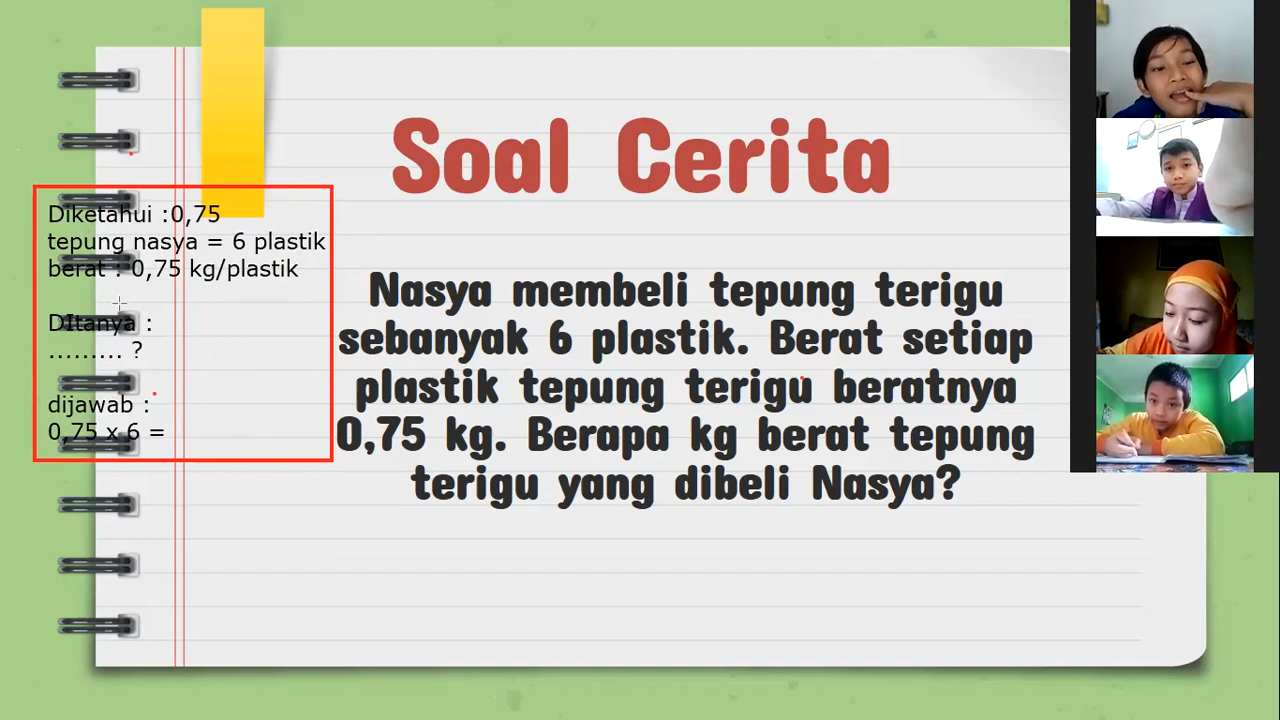 Soal Cerita
Diketahui :0,75
tepung nasya = 6 plastik
berat : 0,75 kg/plastik
DItanya :
......... ?
dijawab :
0,75 x 6 =
Nasya membeli tepung terigu
sebanyak 6 plastik. Berat setiap
plastik tepung terigu beratnya
0,75 kg. Berapa kg berat tepung
terigu yang dibeli Nasya?